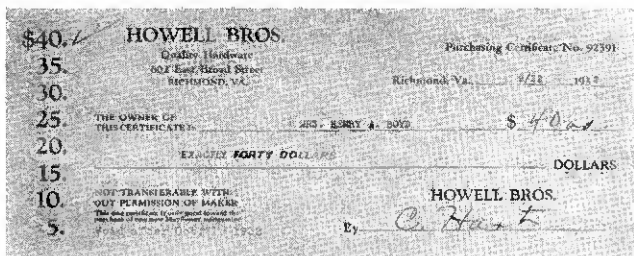 $40. HOWELL BROS.
Quality Hardware
602 East Broad Street
RICHMOND, VA.
Purchasing Certificate No. 92391
Richmond, Va.
35.
30.
25.
20.
15.
10.
5.
THE OWNER OF
THIS CERTIFICATE IS MRS. HENRY A. BOYD $ 40.00
EXACTLY FORTY DOLLARS DOLLARS
NOT TRANSFERABLE WITH-
OUT PERMISSION OF MAKER
HOWELL BROS.
By C. Hart